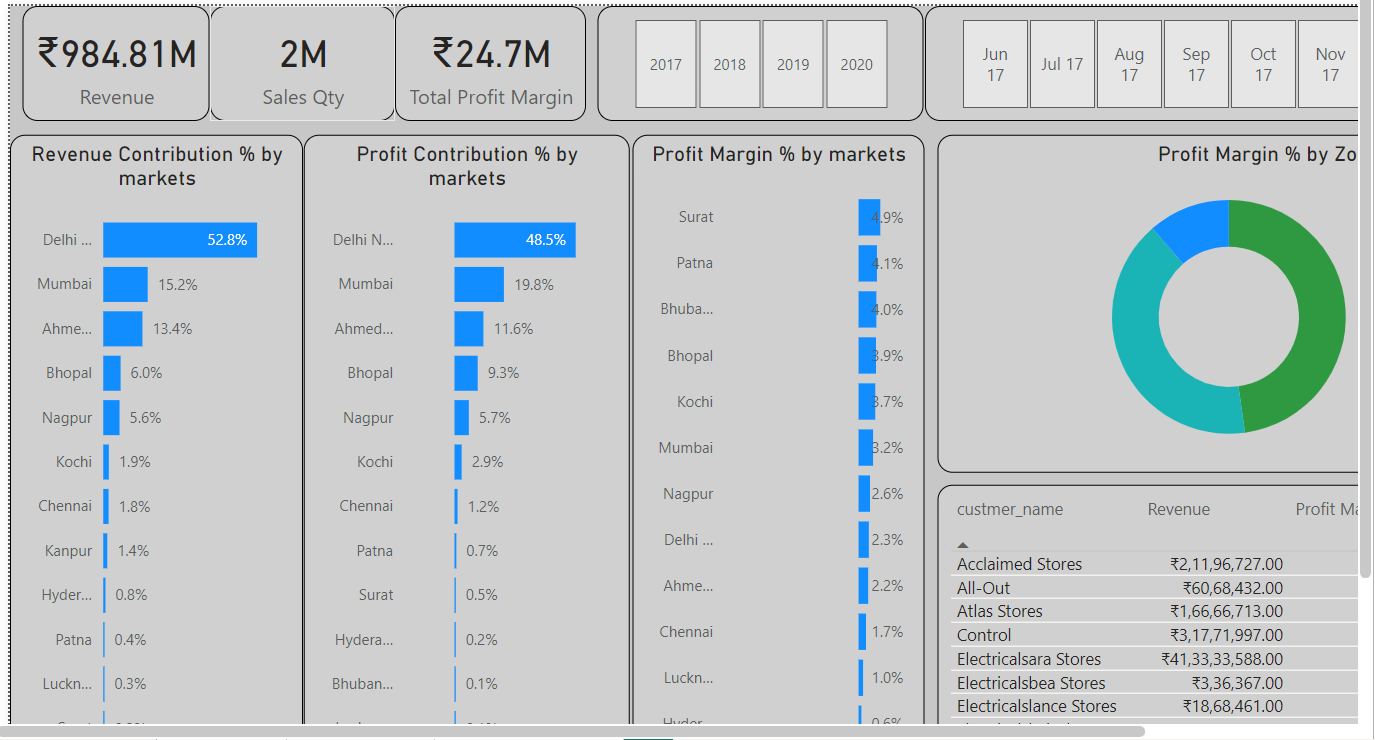 ₹984.81M
Revenue
2M
Sales Qty
₹24.7M
Total Profit Margin
2017
2018
2019
2020
Jun
17
Jul 17
Aug
17
Sep
17
Oct
17
Nov
17
Revenue Contribution % by
markets
Delhi ... 52.8%
Mumbai 15.2%
Ahme... 13.4%
Bhopal 6.0%
Nagpur 5.6%
Kochi 1.9%
Chennai 1.8%
Kanpur 1.4%
Hyder... 0.8%
Patna 0.4%
Luckn... 0.3%
Profit Contribution % by
markets
Delhi N... 48.5%
Mumbai 19.8%
Ahmed... 11.6%
Bhopal 9.3%
Nagpur 5.7%
Kochi 2.9%
Chennai 1.2%
Patna 0.7%
Surat 0.5%
Hydera... 0.2%
Bhuban... 0.1%
Profit Margin % by markets
Surat 4.9%
Patna 4.1%
Bhuba... 4.0%
Bhopal 3.9%
Kochi 3.7%
Mumbai 3.2%
Nagpur 2.6%
Delhi ... 2.3%
Ahme... 2.2%
Chennai 1.7%
Luckn... 1.0%
Hyder... 0.6%
Profit Margin % by Zo
custmer_name Revenue Profit Ma
Acclaimed Stores ₹2,11,96,727.00
All-Out ₹60,68,432.00
Atlas Stores ₹1,66,66,713.00
Control ₹3,17,71,997.00
Electricalsara Stores ₹41,33,33,588.00
Electricalsbea Stores ₹3,36,367.00
Electricalslance Stores ₹18,68,461.00